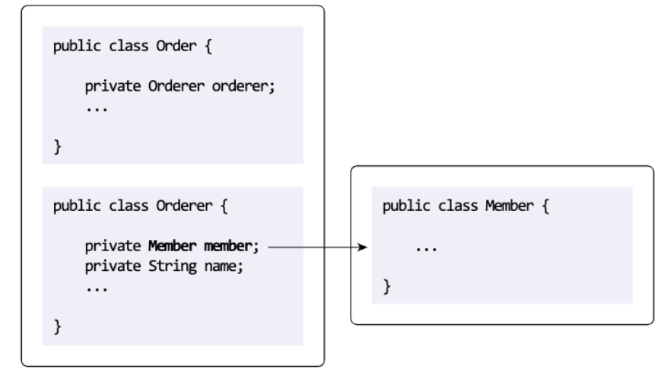 public class Order {
private Orderer orderer;
...
}
public class Orderer {
private Member member;
private String name;
...
}
public class Member {
...
}